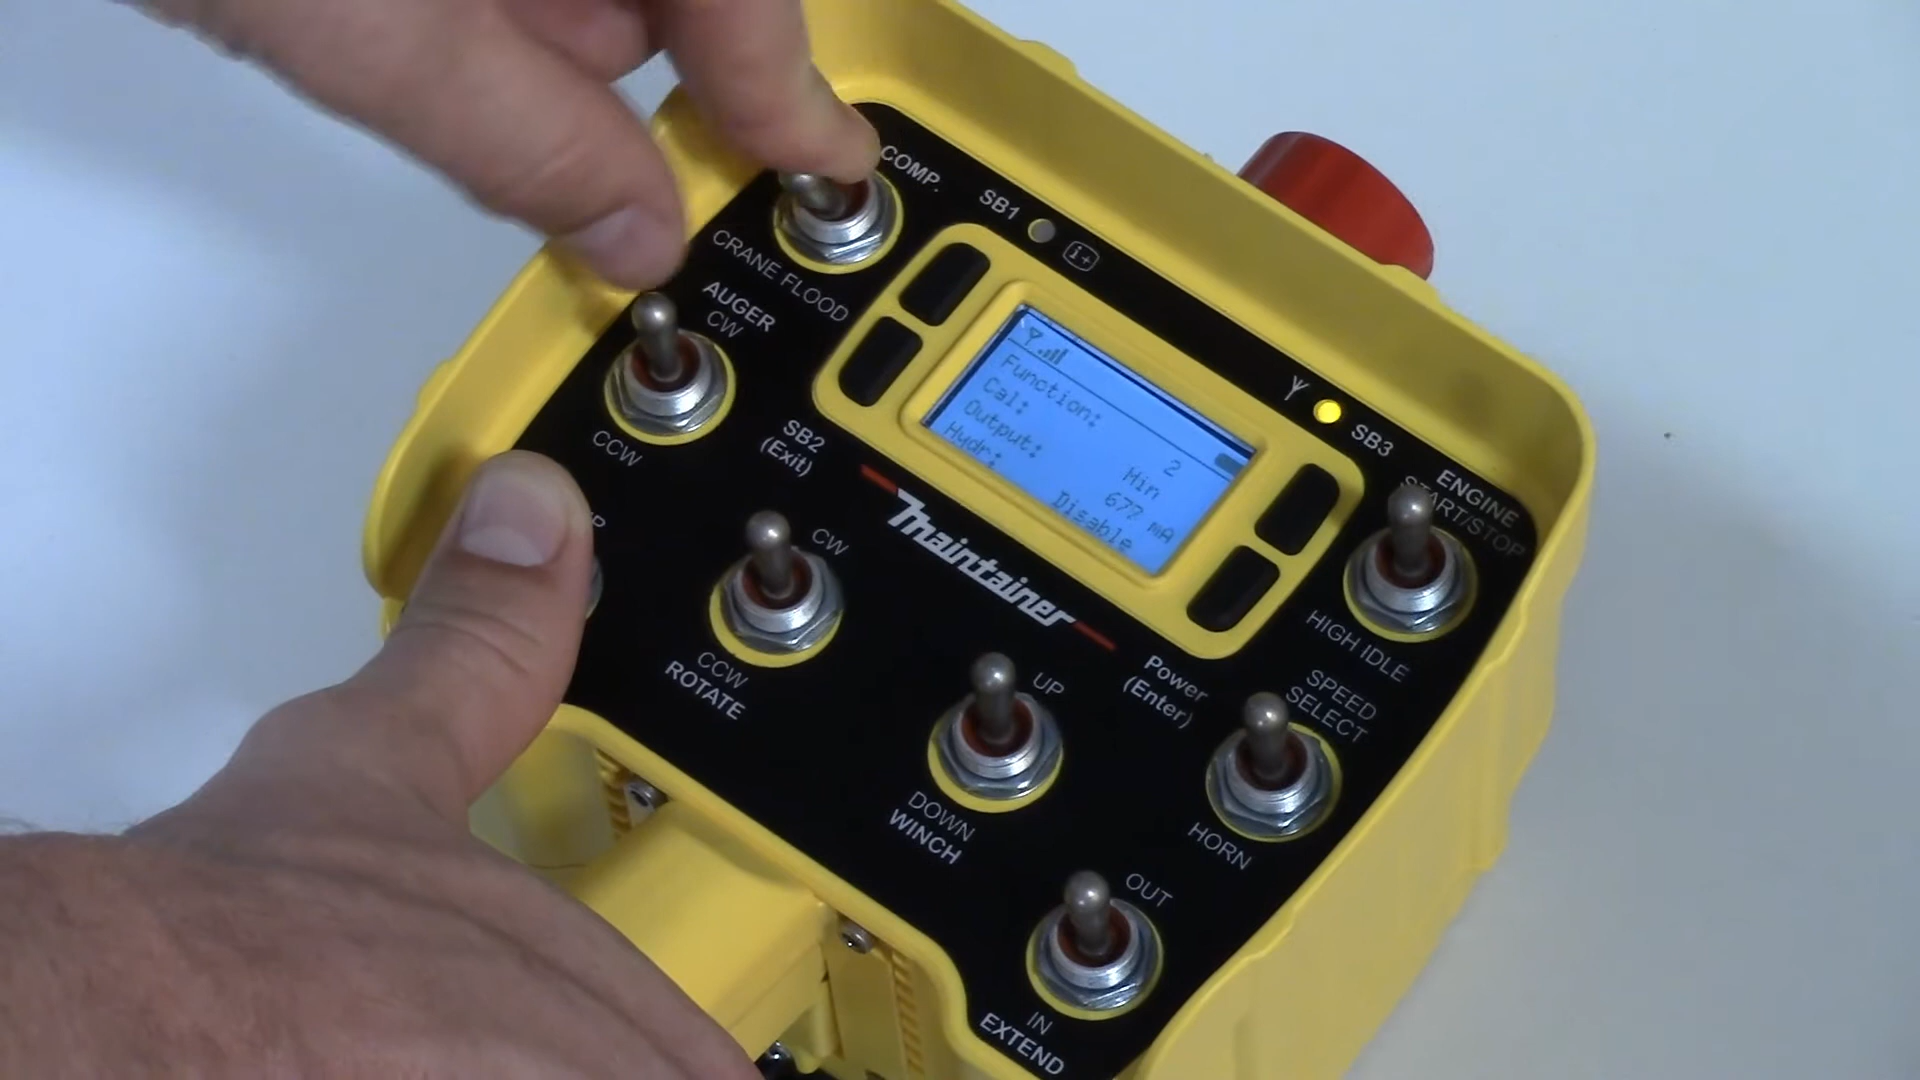 COMP.
SB1
i+
CRANE FLOOD
AUGER
CW
CCW
SB2
(Exit)
Function: 2
Cal: Min
Output: 677 mA
Hydr: Disable
SB3
ENGINE
START/STOP
HIGH IDLE
Maintainer
CW
CCW
ROTATE
Power
(Enter)
SPEED
SELECT
HORN
UP
DOWN
WINCH
OUT
IN
EXTEND